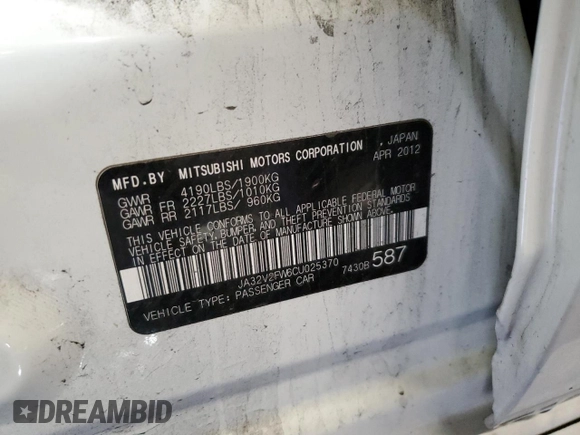 MFD.BY MITSUBISHI MOTORS CORPORATION . JAPAN
APR 2012
GVWR 4190LBS/1900KG
GAWR FR 2227LBS/1010KG
GAWR RR 2117LBS/ 960KG
THIS VEHICLE CONFORMS TO ALL APPLICABLE FEDERAL MOTOR
VEHICLE SAFETY, BUMPER, AND THEFT PREVENTION STANDARDS
IN EFFECT ON THE DATE OF MANUFACTURE SHOWN ABOVE.
JA32V2FW6CU025370
7430B 587
VEHICLE TYPE: PASSENGER CAR
DREAMBID